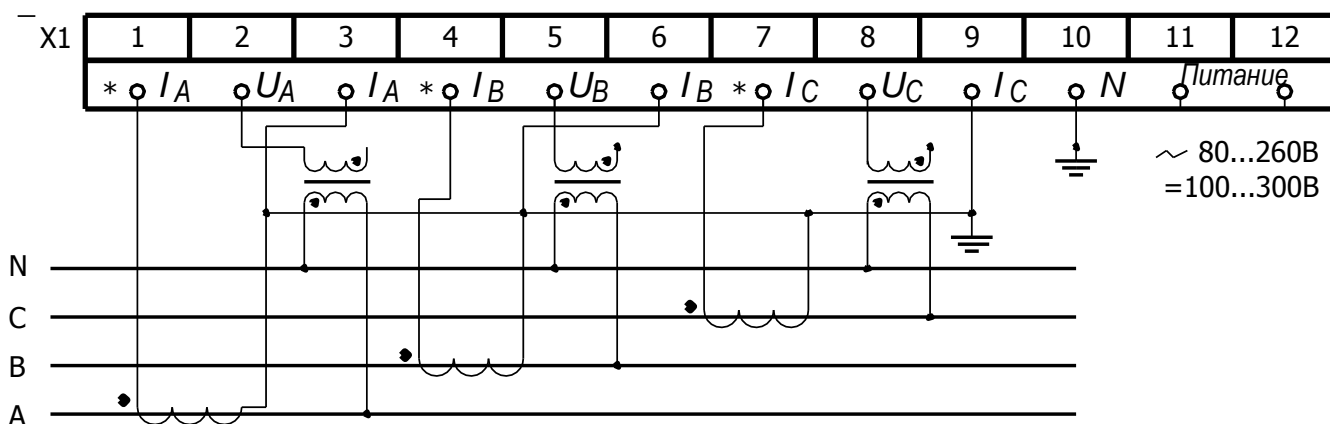 X1 1 2 3 4 5 6 7 8 9 10 11 12
* I A U A I A * I B U B I B * I C U C I C N Питание
~ 80...260В
=100...300В
N
C
B
A